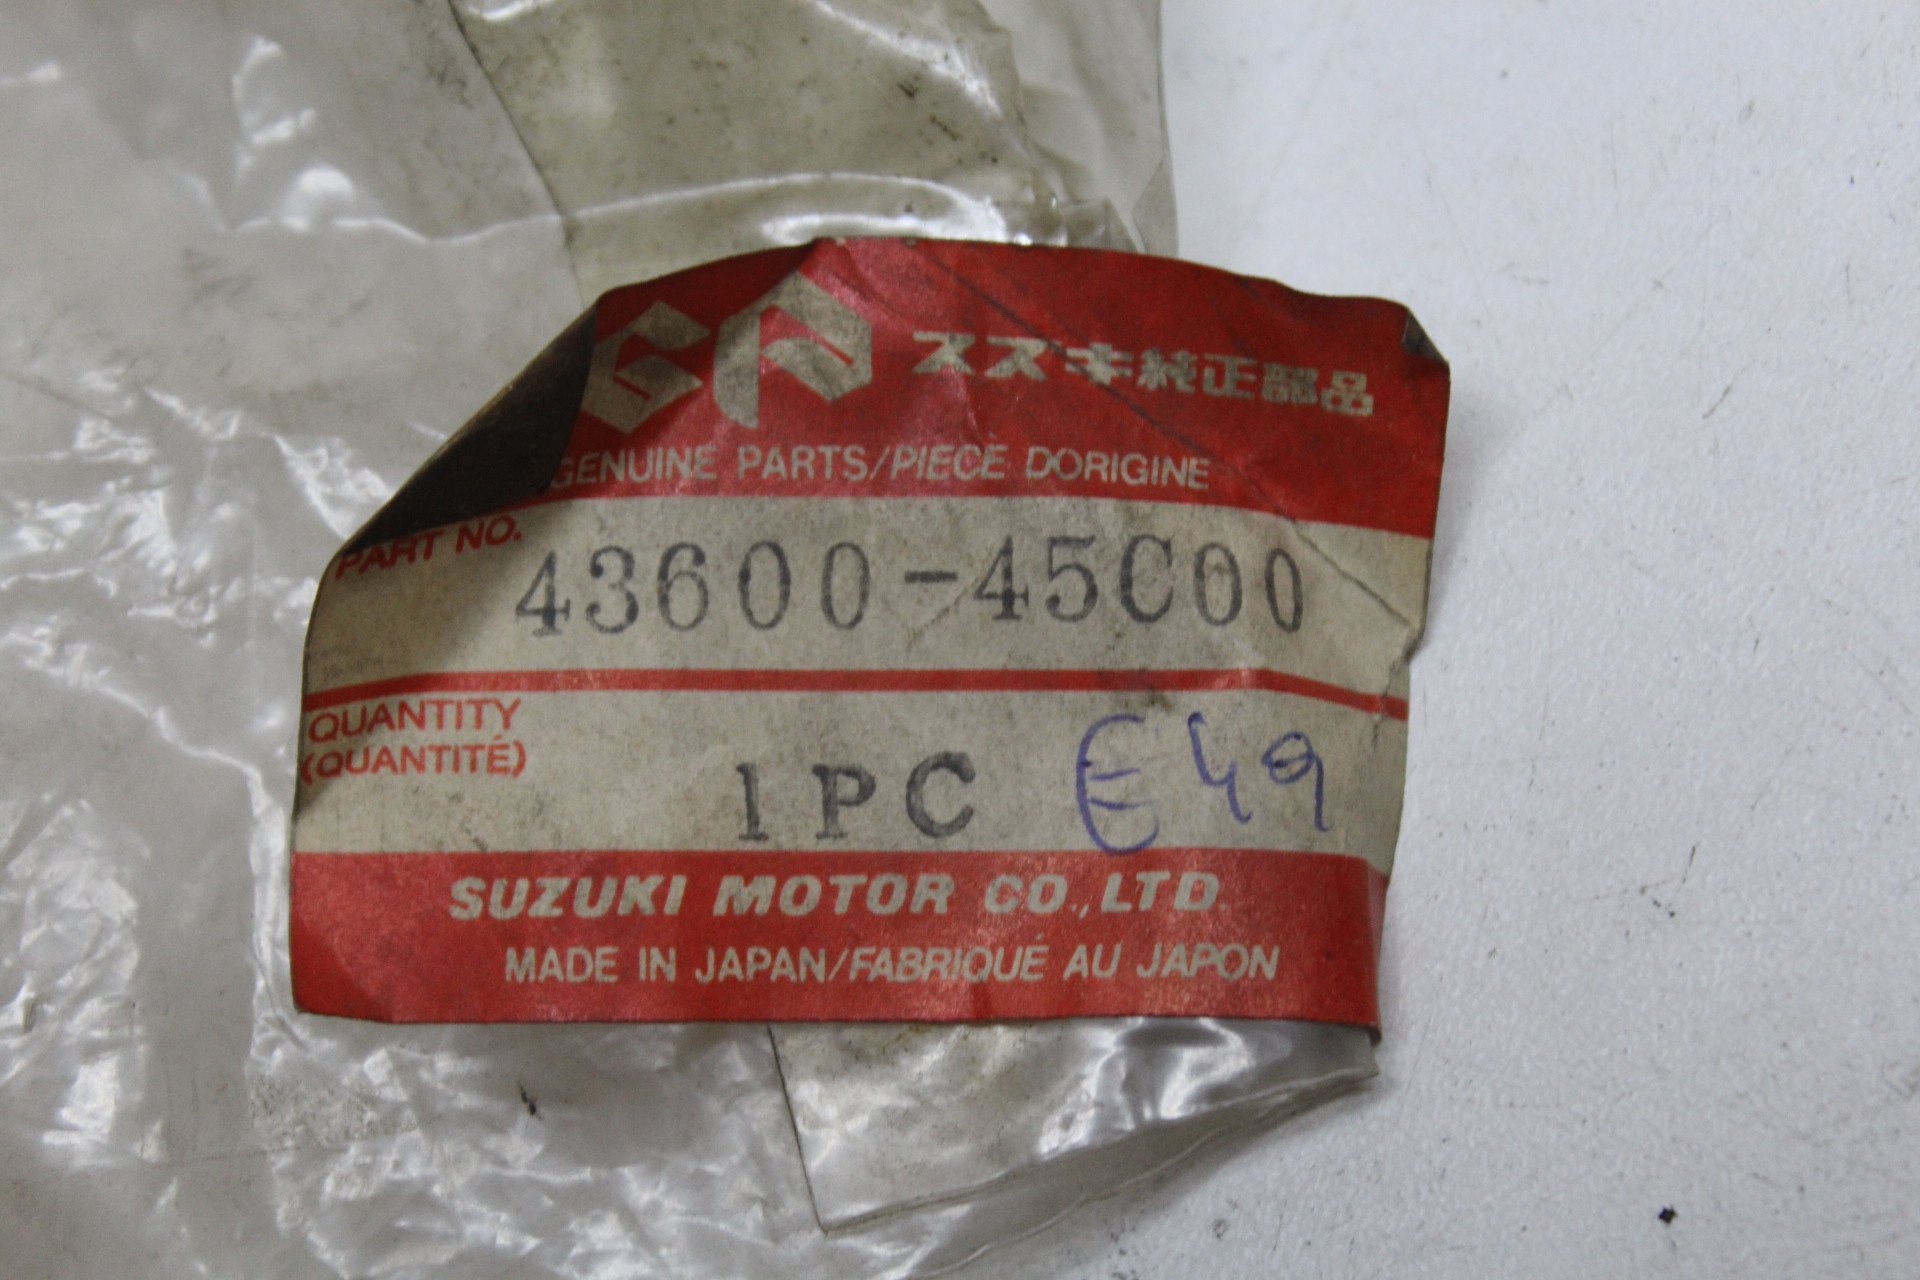 GP スズキ純正部品
GENUINE PARTS/PIECE DORIGINE
PART NO.
43600-45C00
QUANTITY
(QUANTITÉ)
1PC E49
SUZUKI MOTOR CO.,LTD.
MADE IN JAPAN/FABRIQUÉ AU JAPON